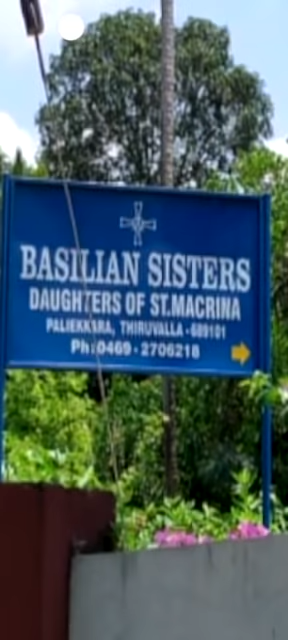 BASILIAN SISTERS
DAUGHTERS OF ST.MACRINA
PALIEKKARA, THIRUVALLA -689101
Ph:0469 - 2706218